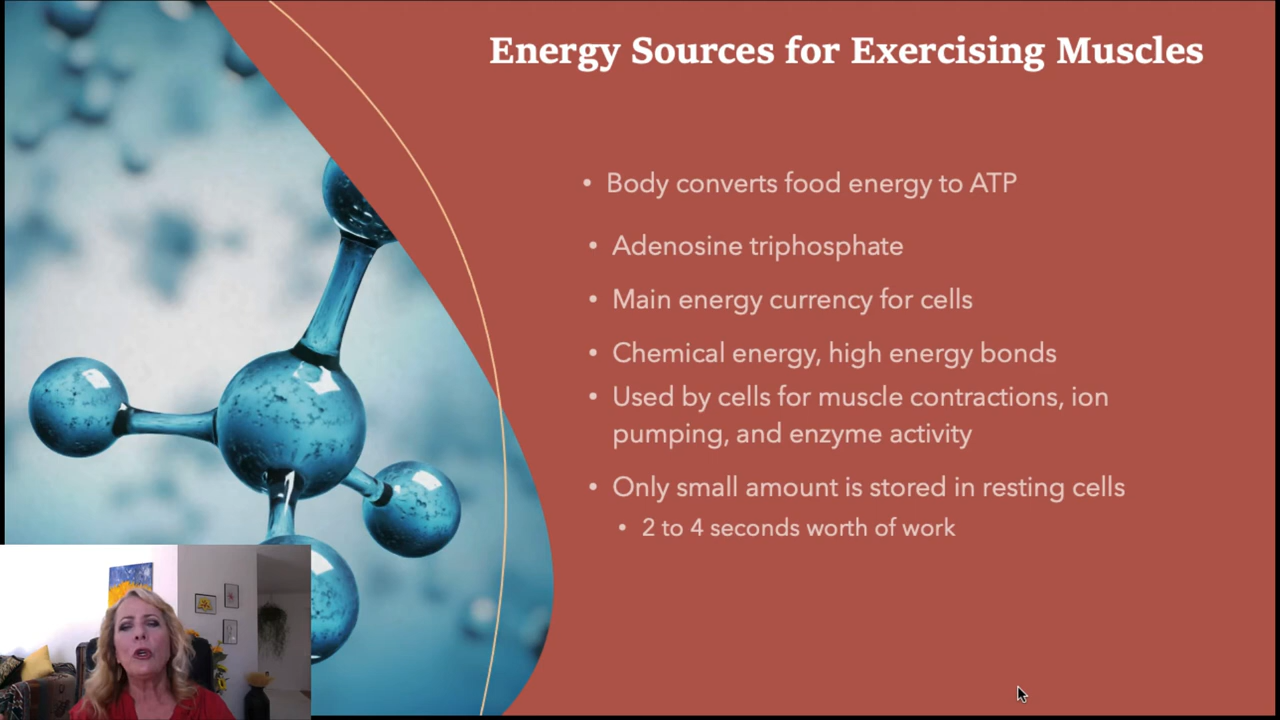 Energy Sources for Exercising Muscles
• Body converts food energy to ATP
• Adenosine triphosphate
• Main energy currency for cells
• Chemical energy, high energy bonds
• Used by cells for muscle contractions, ion
pumping, and enzyme activity
• Only small amount is stored in resting cells
• 2 to 4 seconds worth of work